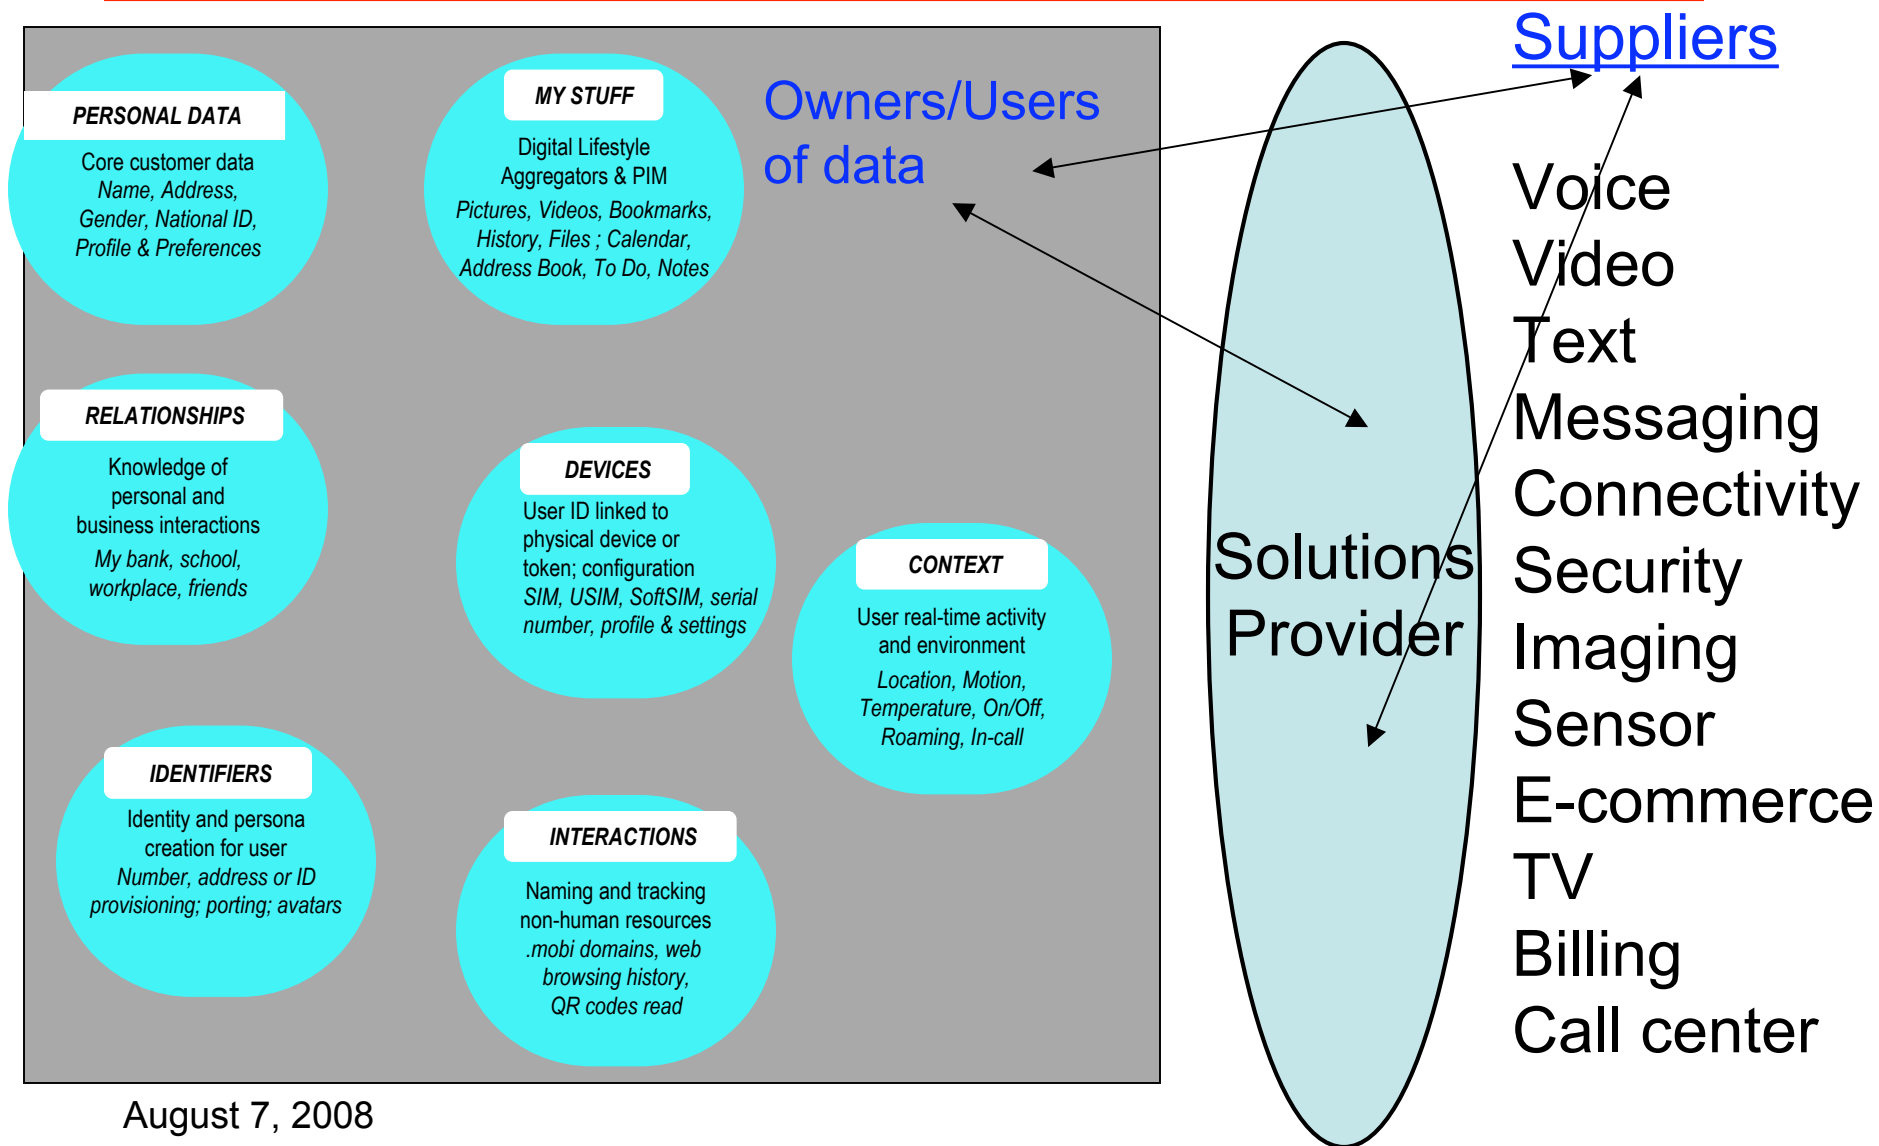 PERSONAL DATA
Core customer data
Name, Address,
Gender, National ID,
Profile & Preferences
MY STUFF
Digital Lifestyle
Aggregators & PIM
Pictures, Videos, Bookmarks,
History, Files ; Calendar,
Address Book, To Do, Notes
Owners/Users
of data
RELATIONSHIPS
Knowledge of
personal and
business interactions
My bank, school,
workplace, friends
DEVICES
User ID linked to
physical device or
token; configuration
SIM, USIM, SoftSIM, serial
number, profile & settings
CONTEXT
User real-time activity
and environment
Location, Motion,
Temperature, On/Off,
Roaming, In-call
IDENTIFIERS
Identity and persona
creation for user
Number, address or ID
provisioning; porting; avatars
INTERACTIONS
Naming and tracking
non-human resources
.mobi domains, web
browsing history,
QR codes read
Solutions
Provider
Suppliers
Voice
Video
Text
Messaging
Connectivity
Security
Imaging
Sensor
E-commerce
TV
Billing
Call center
August 7, 2008